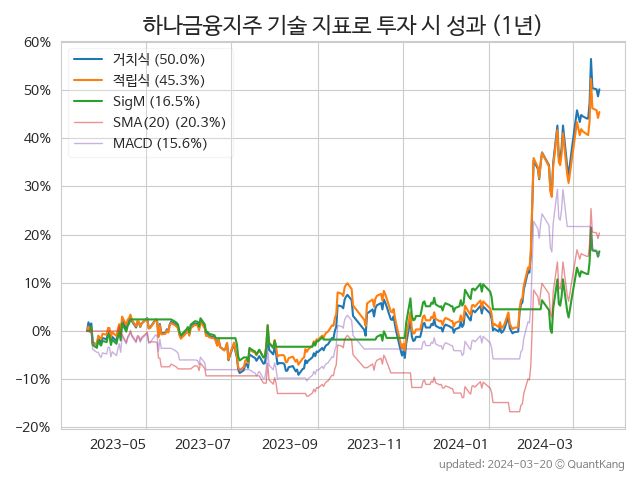 하나금융지주 기술 지표로 투자 시 성과 (1년)
60%
50%
40%
30%
20%
10%
0%
−10%
−20%
거치식 (50.0%)
적립식 (45.3%)
SigM (16.5%)
SMA(20) (20.3%)
MACD (15.6%)
2023−05
2023−07
2023−09
2023−11
2024−01
2024−03
updated: 2024−03−20 © QuantKang